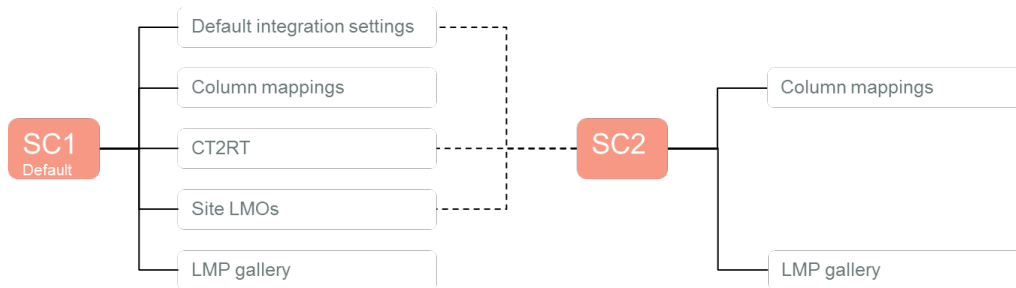 Default integration settings
Column mappings
SC1
Default
CT2RT
Site LMOs
LMP gallery
SC2
Column mappings
LMP gallery